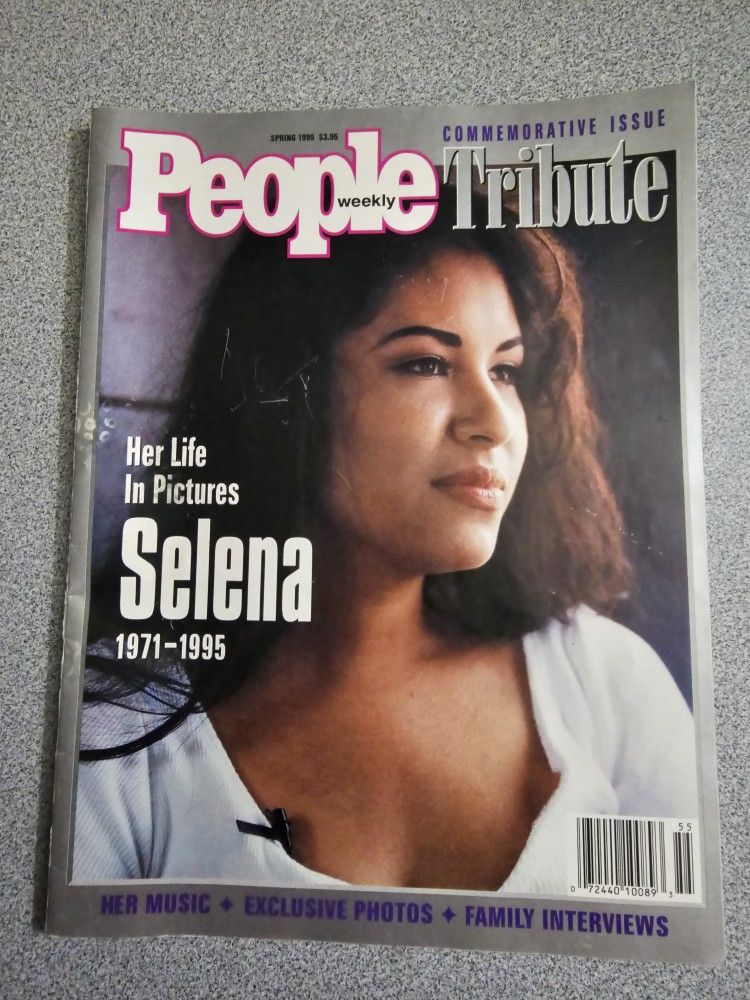 SPRING 1995 $3.95
COMMEMORATIVE ISSUE
People weekly Tribute
Her Life
In Pictures
Selena
1971-1995
55
0 72440 10089 3
HER MUSIC ✦ EXCLUSIVE PHOTOS ✦ FAMILY INTERVIEWS